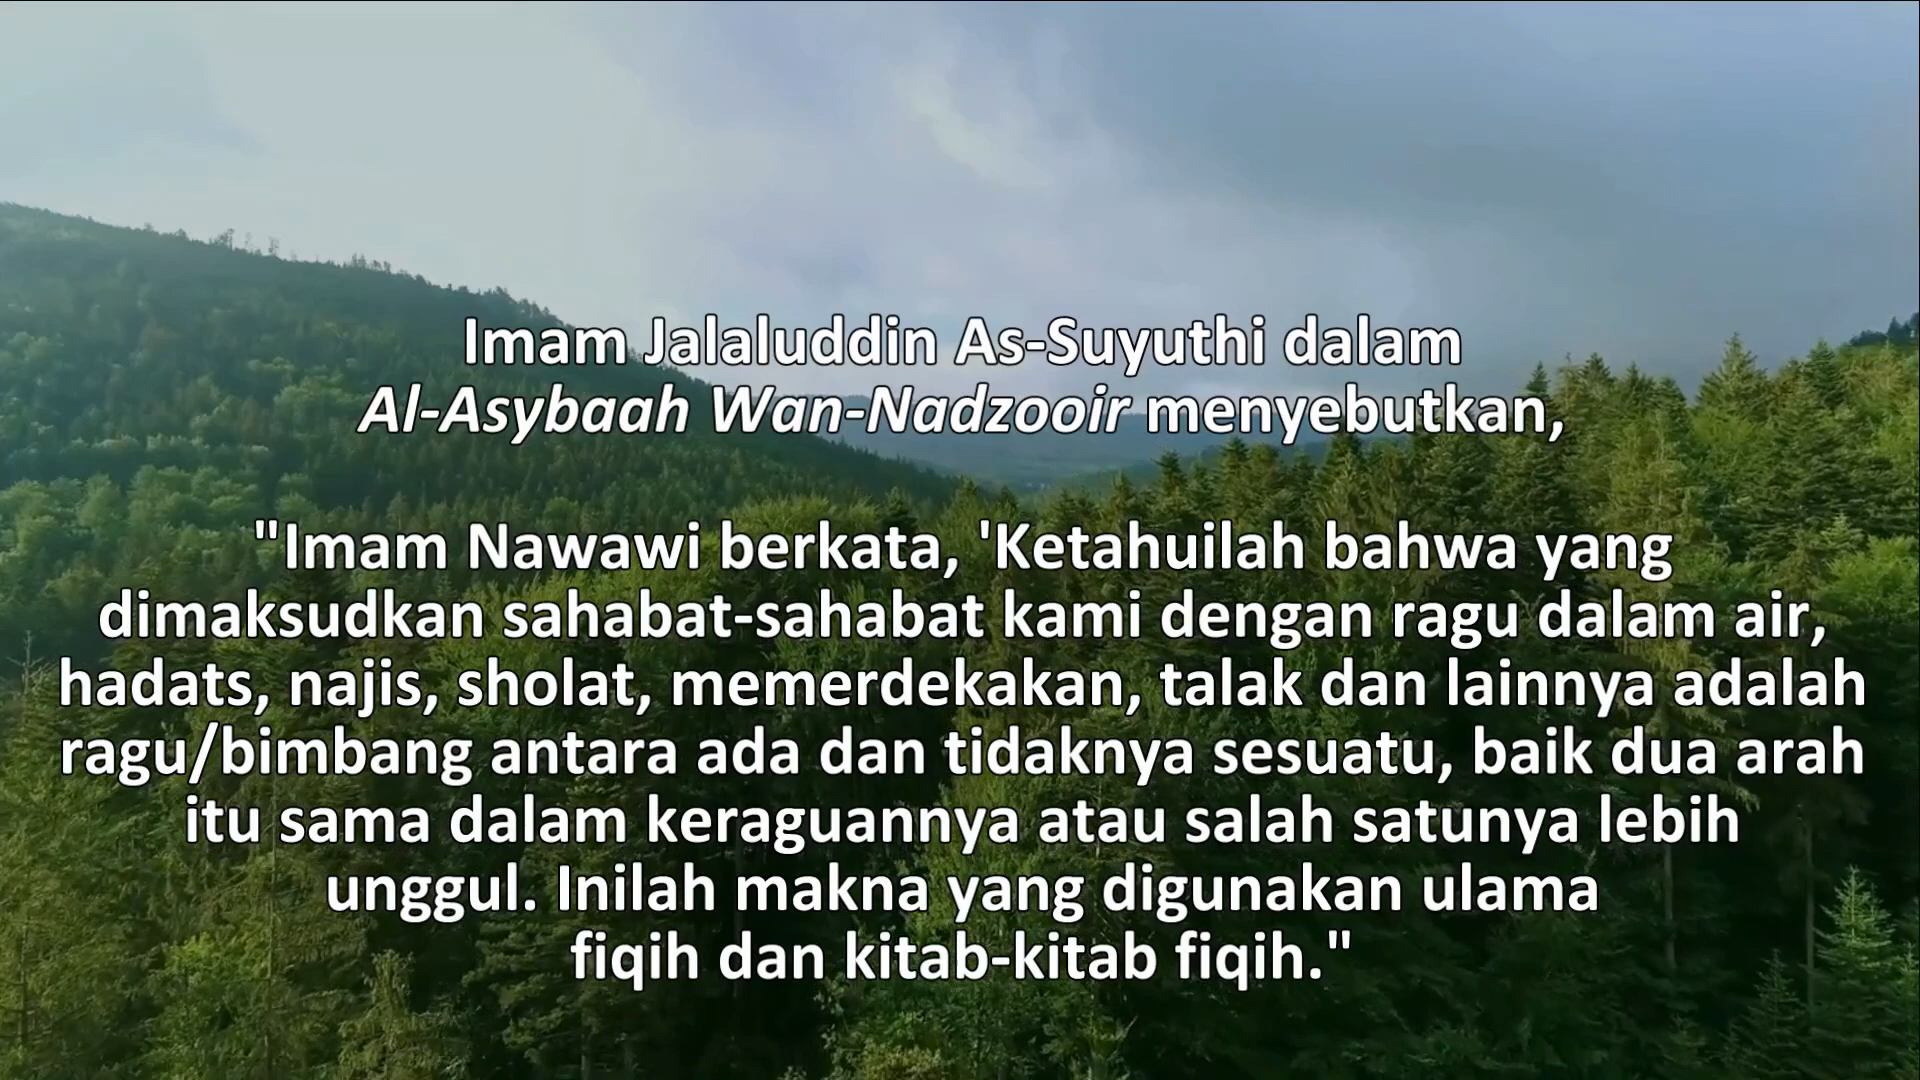 Imam Jalaluddin As-Suyuthi dalam
Al-Asybaah Wan-Nadzooir menyebutkan,
"Imam Nawawi berkata, 'Ketahuilah bahwa yang
dimaksudkan sahabat-sahabat kami dengan ragu dalam air,
hadats, najis, sholat, memerdekakan, talak dan lainnya adalah
ragu/bimbang antara ada dan tidaknya sesuatu, baik dua arah
itu sama dalam keraguannya atau salah satunya lebih
unggul. Inilah makna yang digunakan ulama
fiqih dan kitab-kitab fiqih."